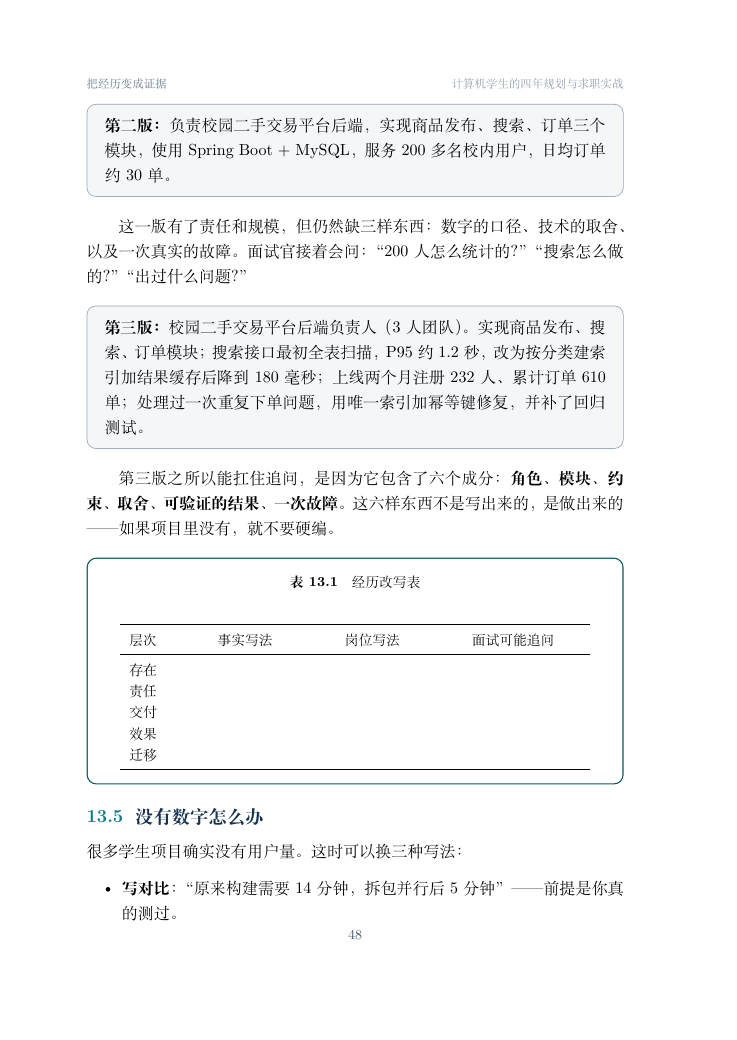 把经历变成证据 计算机学生的四年规划与求职实战
第二版：负责校园二手交易平台后端，实现商品发布、搜索、订单三个
模块，使用 Spring Boot + MySQL，服务 200 多名校内用户，日均订单
约 30 单。
这一版有了责任和规模，但仍然缺三样东西：数字的口径、技术的取舍、
以及一次真实的故障。面试官接着会问：“200 人怎么统计的？”“搜索怎么做
的？”“出过什么问题？”
第三版：校园二手交易平台后端负责人（3 人团队）。实现商品发布、搜
索、订单模块；搜索接口最初全表扫描，P95 约 1.2 秒，改为按分类建索
引加结果缓存后降到 180 毫秒；上线两个月注册 232 人、累计订单 610
单；处理过一次重复下单问题，用唯一索引加幂等键修复，并补了回归
测试。
第三版之所以能扛住追问，是因为它包含了六个成分：角色、模块、约
束、取舍、可验证的结果、一次故障。这六样东西不是写出来的，是做出来的
——如果项目里没有，就不要硬编。
表 13.1 经历改写表
层次 事实写法 岗位写法 面试可能追问
存在
责任
交付
效果
迁移
13.5 没有数字怎么办
很多学生项目确实没有用户量。这时可以换三种写法：
• 写对比：“原来构建需要 14 分钟，拆包并行后 5 分钟”——前提是你真
的测过。
48